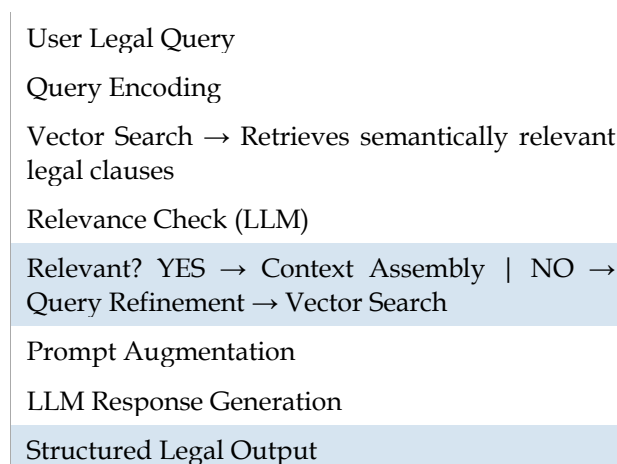 User Legal Query
Query Encoding
Vector Search → Retrieves semantically relevant
legal clauses
Relevance Check (LLM)
Relevant? YES → Context Assembly | NO →
Query Refinement → Vector Search
Prompt Augmentation
LLM Response Generation
Structured Legal Output